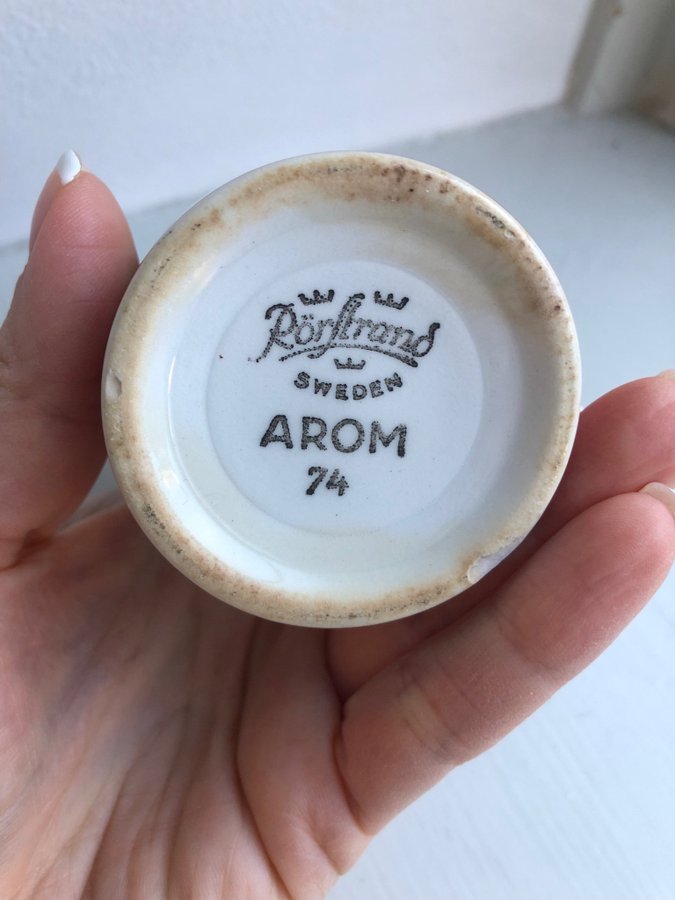 Rörstrand
SWEDEN
AROM
74